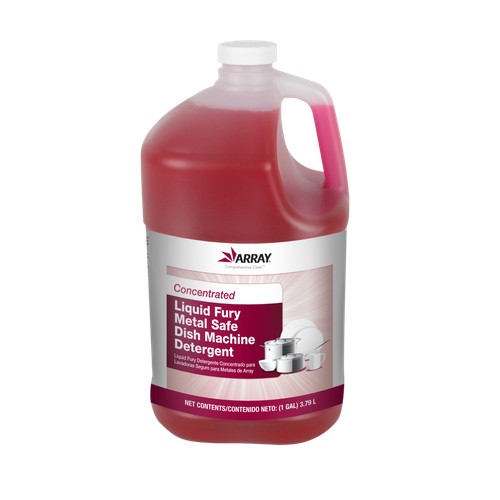 ARRAY®
Comprehensive Clean™
Concentrated
Liquid Fury
Metal Safe
Dish Machine
Detergent
Liquid Fury Detergente Concentrado para
Lavadoras Seguro para Metales de Array
NET CONTENTS/CONTENIDO NETO: (1 GAL) 3.79 L